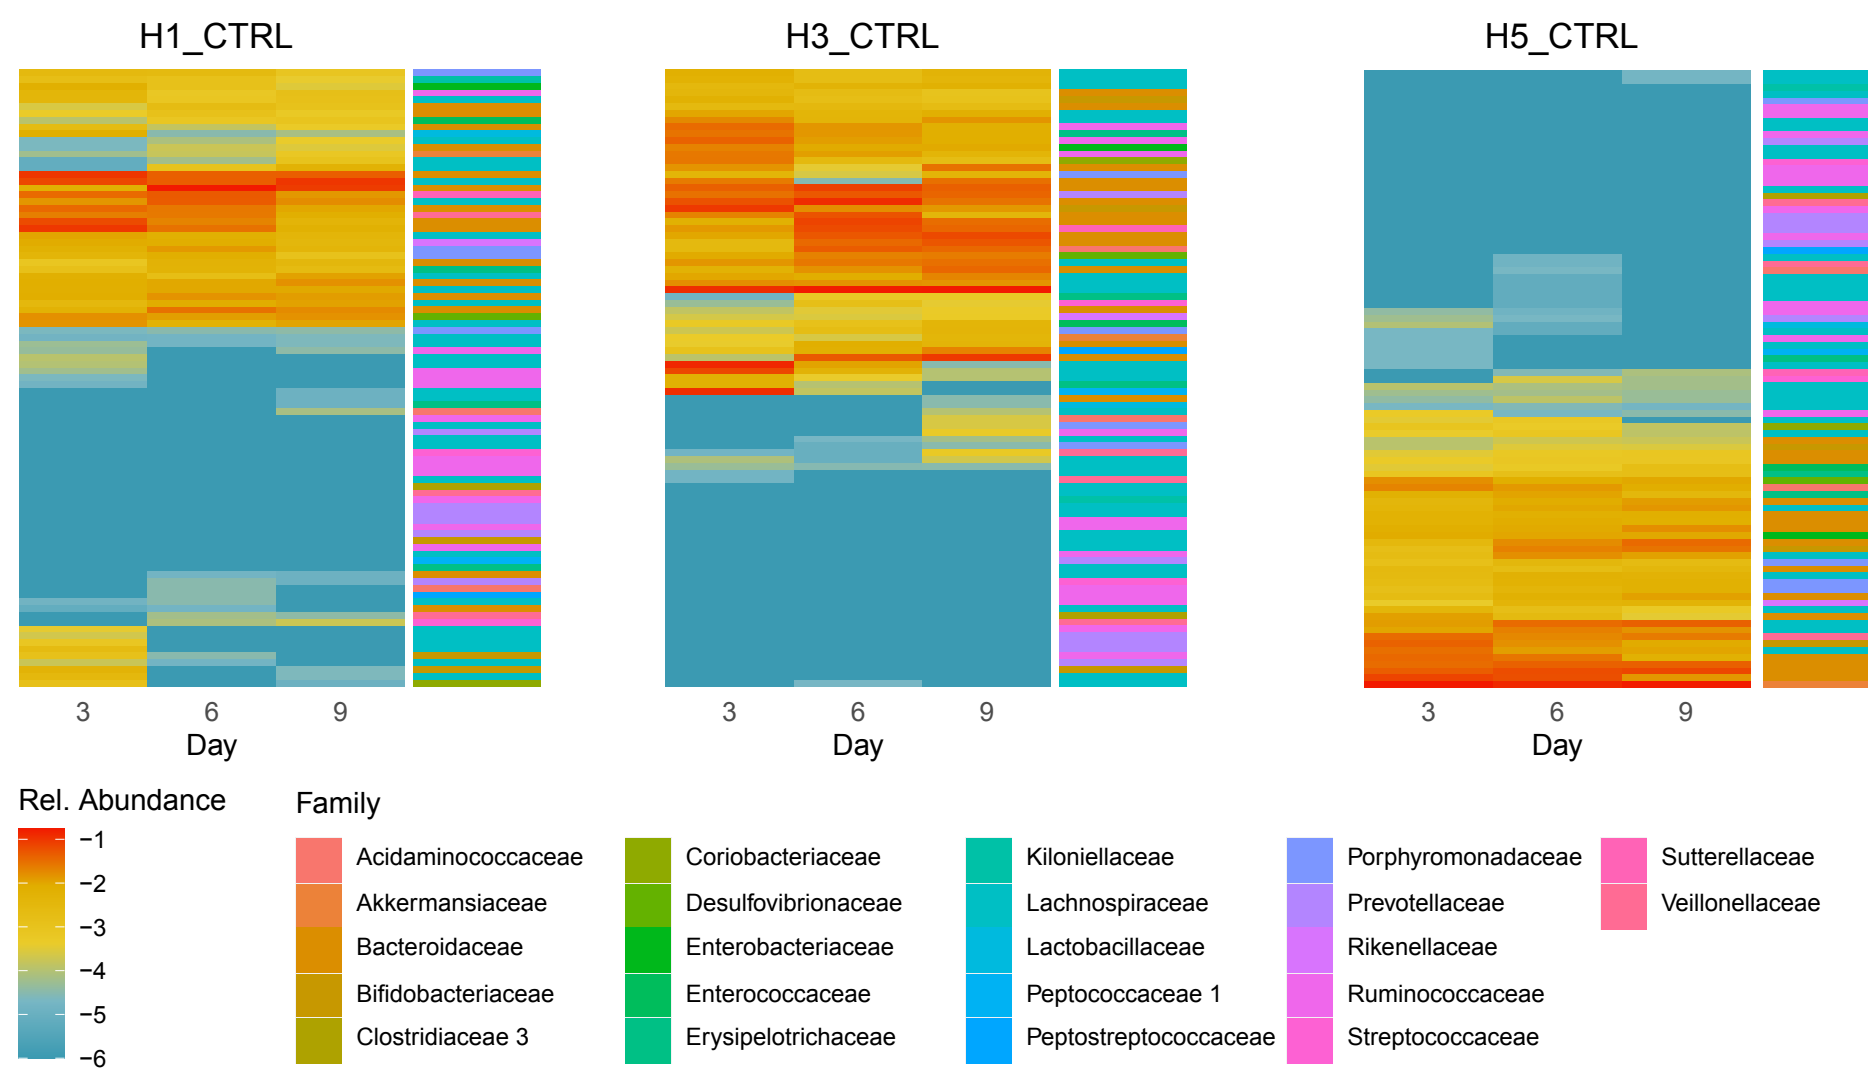 H1_CTRL H3_CTRL H5_CTRL
3 6 9 3 6 9 3 6 9
Day Day Day
Rel. Abundance
−1
−2
−3
−4
−5
−6
Family
Acidaminococcaceae
Akkermansiaceae
Bacteroidaceae
Bifidobacteriaceae
Clostridiaceae 3
Coriobacteriaceae
Desulfovibrionaceae
Enterobacteriaceae
Enterococcaceae
Erysipelotrichaceae
Kiloniellaceae
Lachnospiraceae
Lactobacillaceae
Peptococcaceae 1
Peptostreptococcaceae
Porphyromonadaceae
Prevotellaceae
Rikenellaceae
Ruminococcaceae
Streptococcaceae
Sutterellaceae
Veillonellaceae